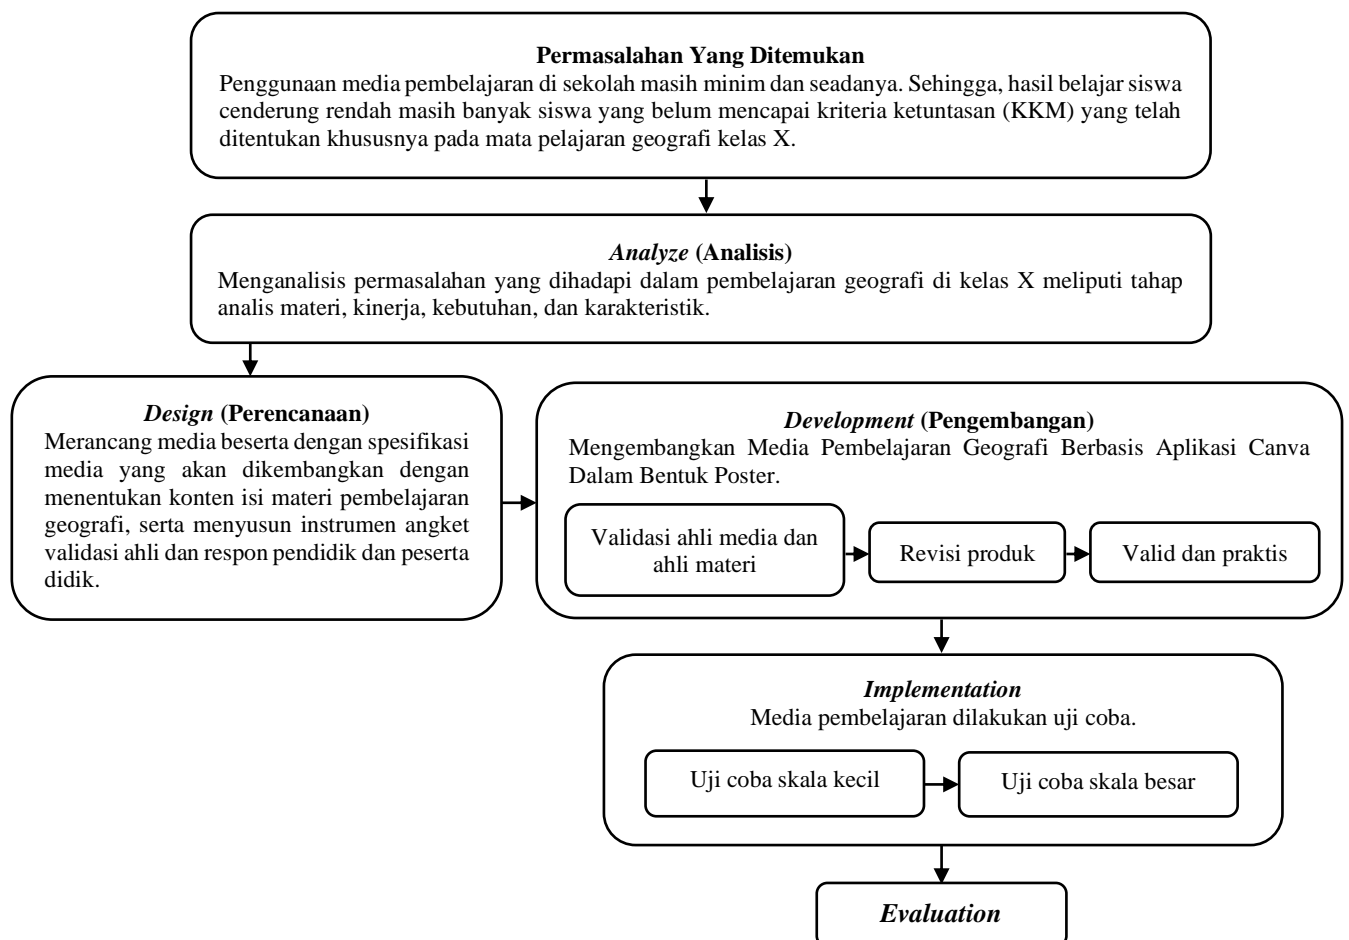 Permasalahan Yang Ditemukan
Penggunaan media pembelajaran di sekolah masih minim dan seadanya. Sehingga, hasil belajar siswa
cenderung rendah masih banyak siswa yang belum mencapai kriteria ketuntasan (KKM) yang telah
ditentukan khususnya pada mata pelajaran geografi kelas X.
Analyze (Analisis)
Menganalisis permasalahan yang dihadapi dalam pembelajaran geografi di kelas X meliputi tahap
analis materi, kinerja, kebutuhan, dan karakteristik.
Design (Perencanaan)
Merancang media beserta dengan spesifikasi
media yang akan dikembangkan dengan
menentukan konten isi materi pembelajaran
geografi, serta menyusun instrumen angket
validasi ahli dan respon pendidik dan peserta
didik.
Development (Pengembangan)
Mengembangkan Media Pembelajaran Geografi Berbasis Aplikasi Canva
Dalam Bentuk Poster.
Validasi ahli media dan
ahli materi
Revisi produk
Valid dan praktis
Implementation
Media pembelajaran dilakukan uji coba.
Uji coba skala kecil
Uji coba skala besar
Evaluation